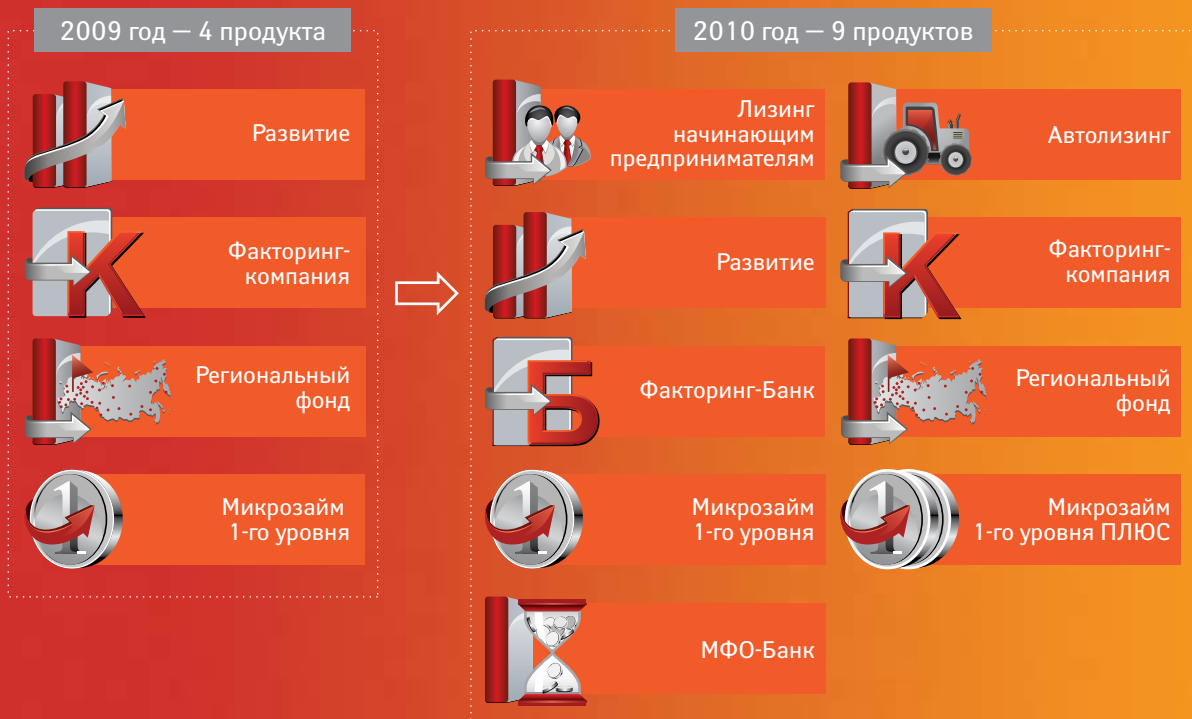 2009 год — 4 продукта
Развитие
Факторинг-
компания
Региональный
фонд
Микрозайм
1-го уровня
2010 год — 9 продуктов
Лизинг
начинающим
предпринимателям
Автолизинг
Развитие
Факторинг-
компания
Факторинг-Банк
Региональный
фонд
Микрозайм
1-го уровня
Микрозайм
1-го уровня ПЛЮС
МФО-Банк